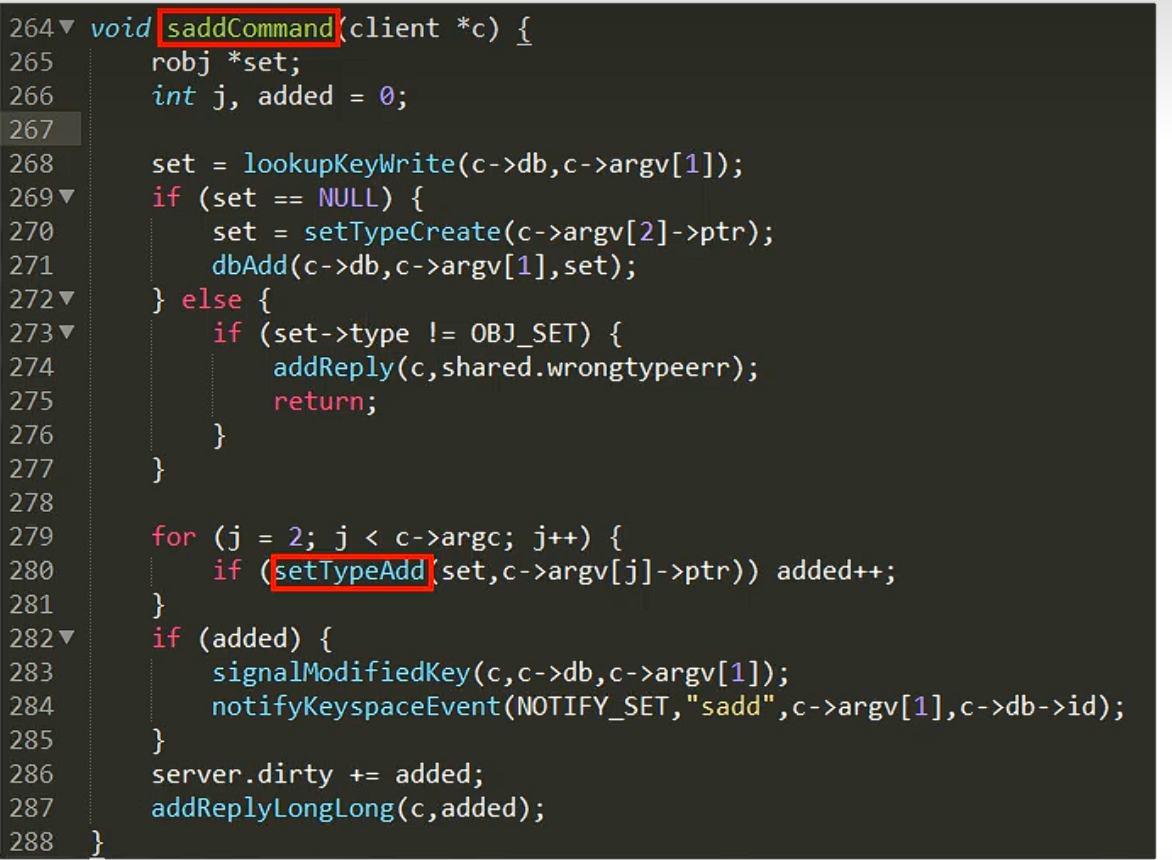 264 void saddCommand(client *c) {
265 robj *set;
266 int j, added = 0;
267
268 set = lookupKeyWrite(c->db,c->argv[1]);
269 if (set == NULL) {
270 set = setTypeCreate(c->argv[2]->ptr);
271 dbAdd(c->db,c->argv[1],set);
272 } else {
273 if (set->type != OBJ_SET) {
274 addReply(c,shared.wrongtypeerr);
275 return;
276 }
277 }
278
279 for (j = 2; j < c->argc; j++) {
280 if (setTypeAdd(set,c->argv[j]->ptr)) added++;
281 }
282 if (added) {
283 signalModifiedKey(c,c->db,c->argv[1]);
284 notifyKeyspaceEvent(NOTIFY_SET,"sadd",c->argv[1],c->db->id);
285 }
286 server.dirty += added;
287 addReplyLongLong(c,added);
288 }